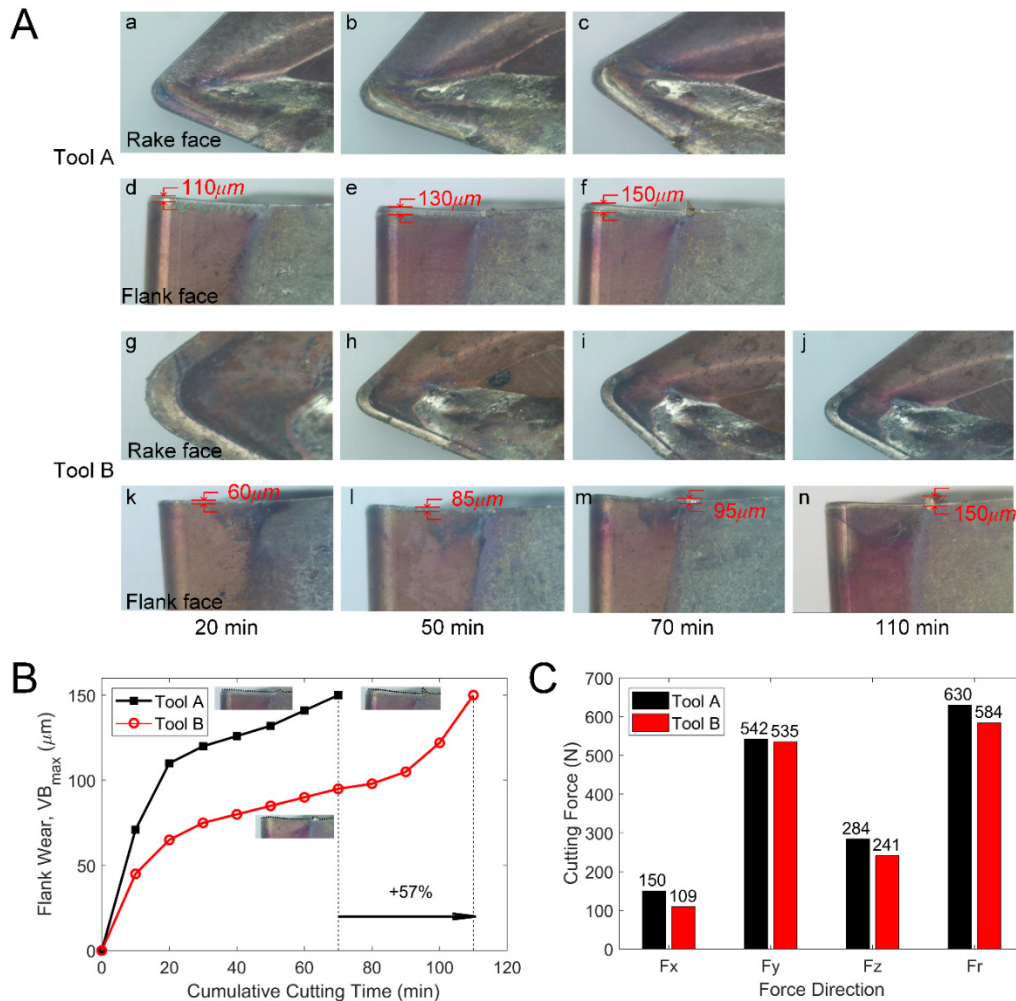 A
a b c
Rake face
Tool A
d e f
110μm 130μm 150μm
Flank face
g h i j
Rake face
Tool B
k l m n
60μm 85μm 95μm 150μm
Flank face
20 min 50 min 70 min 110 min
B
Tool A
Tool B
Flank Wear, VBmax (μm)
150
100
50
0
+57%
0 20 40 60 80 100 120
Cumulative Cutting Time (min)
C
Tool A
Tool B
Cutting Force (N)
700
600
500
400
300
200
100
0
150 109 542 535 284 241 630 584
Fx Fy Fz Fr
Force Direction